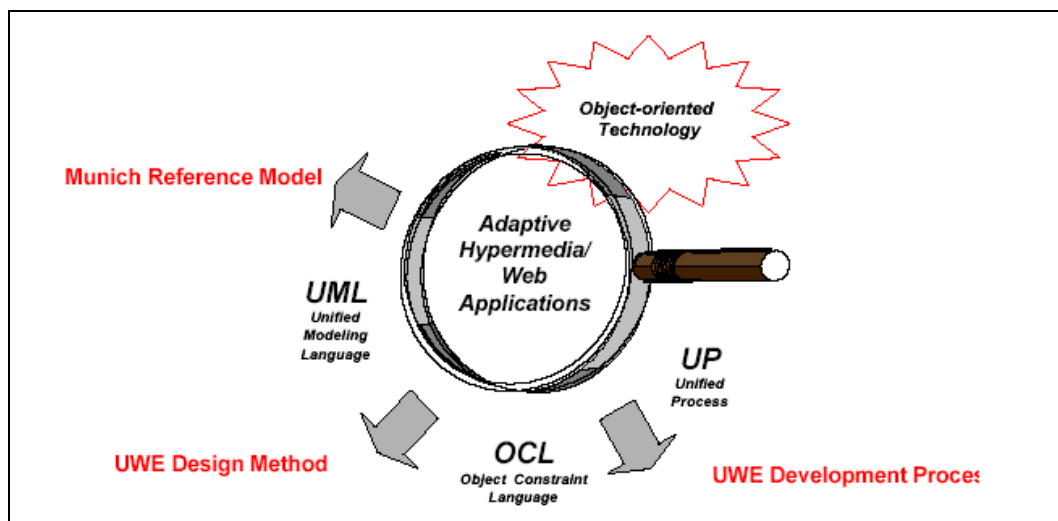 Object-oriented
Technology
Munich Reference Model
Adaptive
Hypermedia/
Web
Applications
UML
Unified
Modeling
Language
UP
Unified
Process
UWE Design Method
OCL
Object Constraint
Language
UWE Development Proces